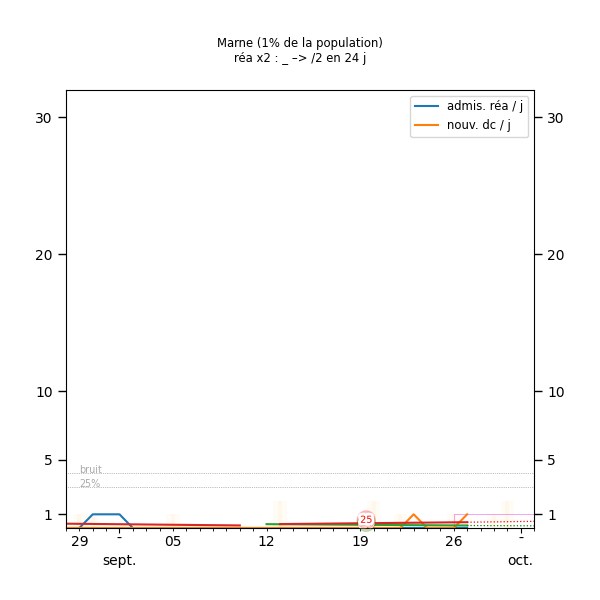 Marne (1% de la population)
réa x2 : _ –> /2 en 24 j
admis. réa / j
nouv. dc / j
30
30
20
20
10
10
5
5
bruit
25%
1
1
25
29 - 05 12 19 26 -
sept. oct.